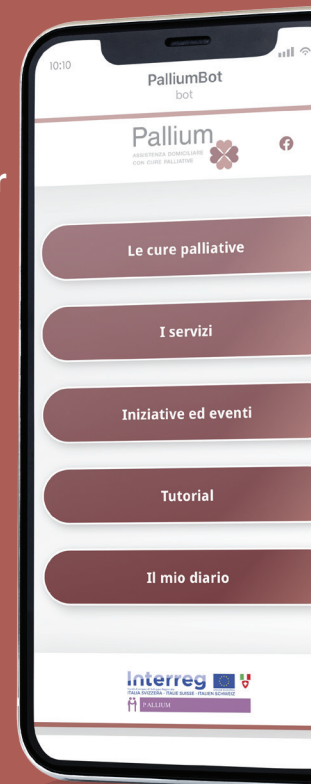 10:10
PalliumBot
bot
Pallium
ASSISTENZA DOMICILIARE
CON CURE PALLIATIVE
Le cure palliative
I servizi
Iniziative ed eventi
Tutorial
Il mio diario
Interreg
ITALIA-SVIZZERA · ITALIE-SUISSE · ITALIEN-SCHWEIZ
PALLIUM